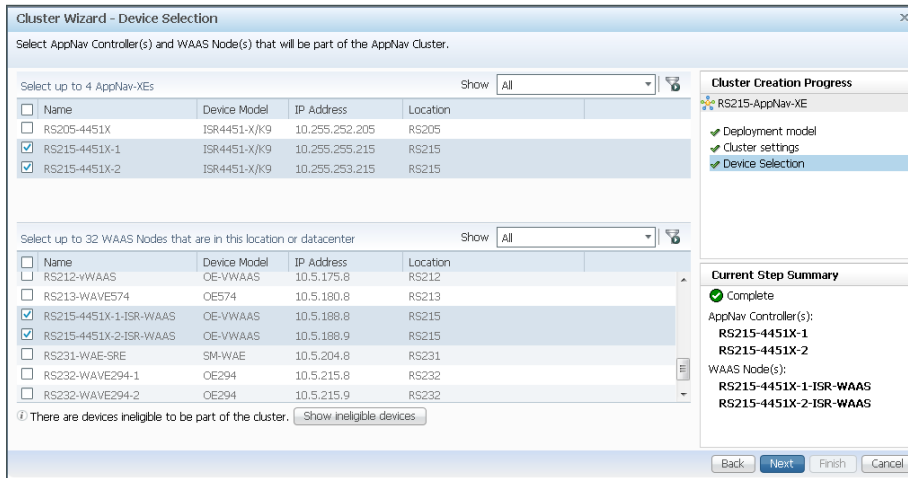 Cluster Wizard - Device Selection
Select AppNav Controller(s) and WAAS Node(s) that will be part of the AppNav Cluster.
Select up to 4 AppNav-XEs Show All
Name Device Model IP Address Location
RS205-4451X ISR4451-X/K9 10.255.252.205 RS205
RS215-4451X-1 ISR4451-X/K9 10.255.255.215 RS215
RS215-4451X-2 ISR4451-X/K9 10.255.253.215 RS215
Select up to 32 WAAS Nodes that are in this location or datacenter Show All
Name Device Model IP Address Location
RS212-vWAAS OE-VWAAS 10.5.175.8 RS212
RS213-WAVE574 OE574 10.5.180.8 RS213
RS215-4451X-1-ISR-WAAS OE-VWAAS 10.5.188.8 RS215
RS215-4451X-2-ISR-WAAS OE-VWAAS 10.5.188.9 RS215
RS231-WAE-SRE SM-WAE 10.5.204.8 RS231
RS232-WAVE294-1 OE294 10.5.215.8 RS232
RS232-WAVE294-2 OE294 10.5.215.9 RS232
There are devices ineligible to be part of the cluster. Show ineligible devices
Cluster Creation Progress
RS215-AppNav-XE
Deployment model
Cluster settings
Device Selection
Current Step Summary
Complete
AppNav Controller(s):
RS215-4451X-1
RS215-4451X-2
WAAS Node(s):
RS215-4451X-1-ISR-WAAS
RS215-4451X-2-ISR-WAAS
Back Next Finish Cancel